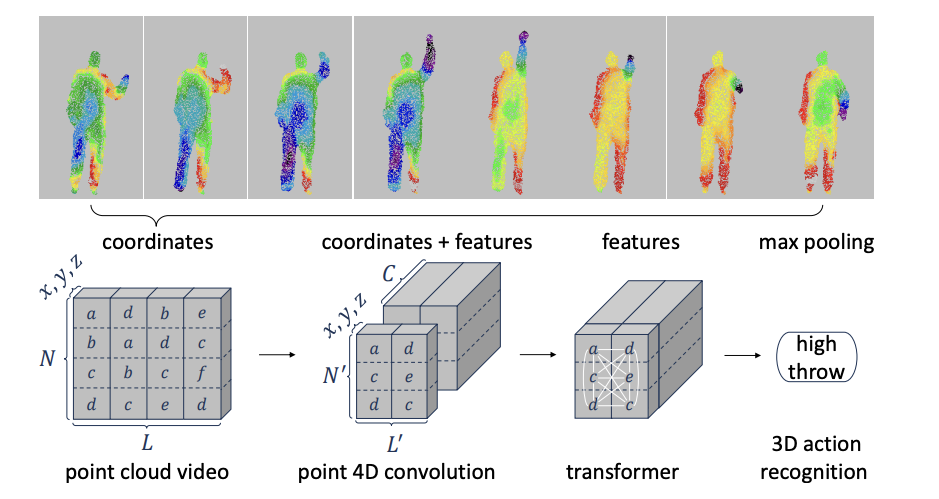 coordinates
coordinates + features
features
max pooling
x, y, z
a d b e
b a d c
c b c f
d c e d
N
L
C
x, y, z
a d
c e
d c
N′
L′
a d
c e
d c
high
throw
point cloud video
point 4D convolution
transformer
3D action
recognition